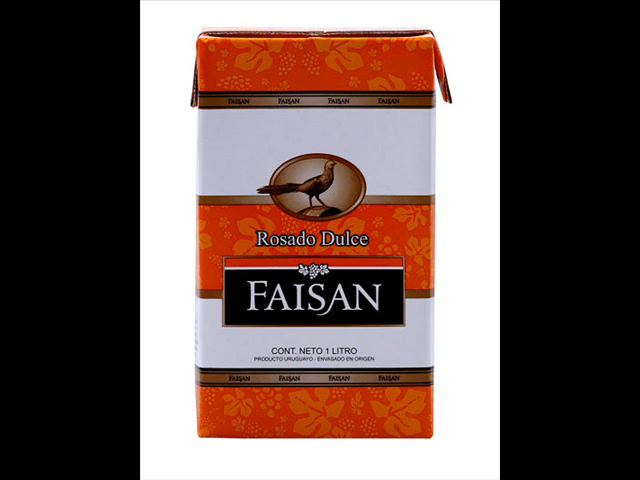 FAISAN FAISAN FAISAN FAISAN
Rosado Dulce
FAISAN
CONT. NETO 1 LITRO
PRODUCTO URUGUAYO - ENVASADO EN ORIGEN
FAISAN FAISAN FAISAN FAISAN